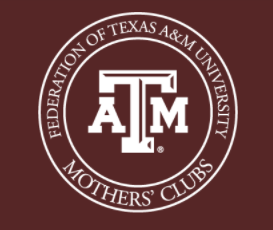 FEDERATION OF TEXAS A&M UNIVERSITY
ATM®
MOTHERS' CLUBS